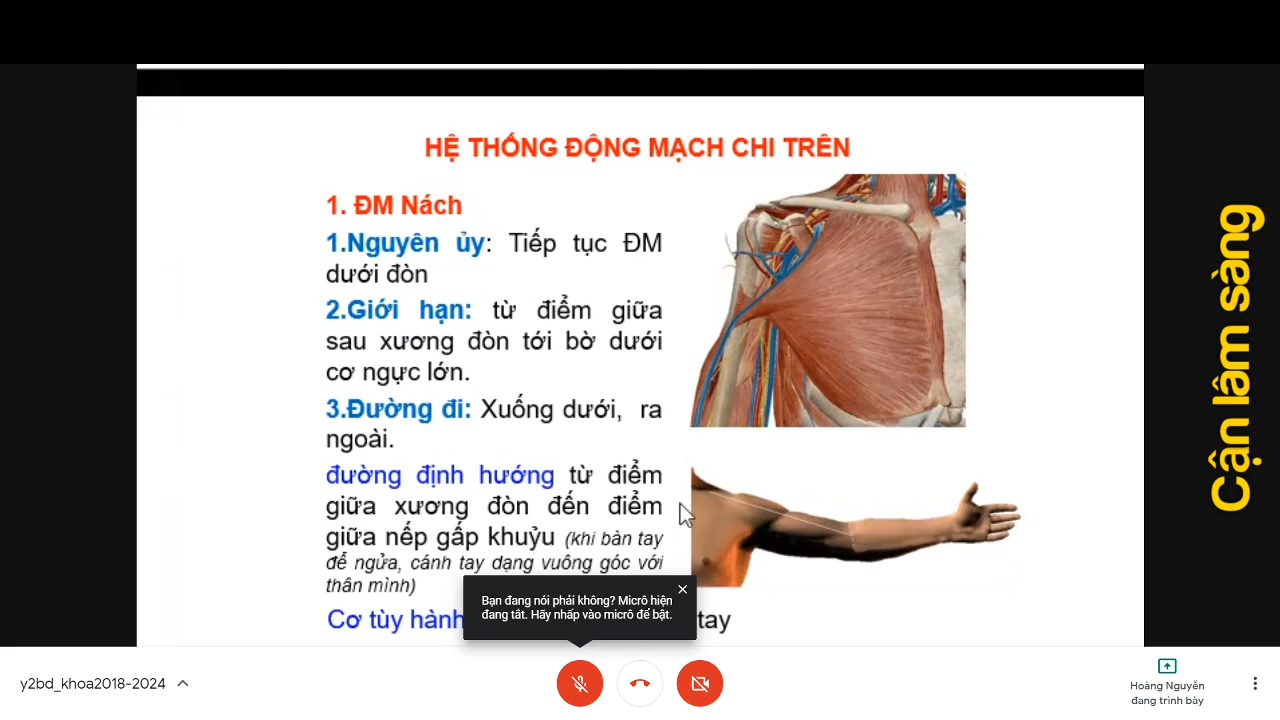 HỆ THỐNG ĐỘNG MẠCH CHI TRÊN
1. ĐM Nách
1.Nguyên ủy: Tiếp tục ĐM
dưới đòn
2.Giới hạn: từ điểm giữa
sau xương đòn tới bờ dưới
cơ ngực lớn.
3.Đường đi: Xuống dưới, ra
ngoài.
đường định hướng từ điểm
giữa xương đòn đến điểm
giữa nếp gấp khuỷu (khi bàn tay
để ngửa, cánh tay dạng vuông góc với
thân mình)
Cơ tùy hành
tay
Bạn đang nói phải không? Micrô hiện
đang tắt. Hãy nhấp vào micrô để bật.
Cận lâm sàng
y2bd_khoa2018-2024
Hoàng Nguyễn
đang trình bày